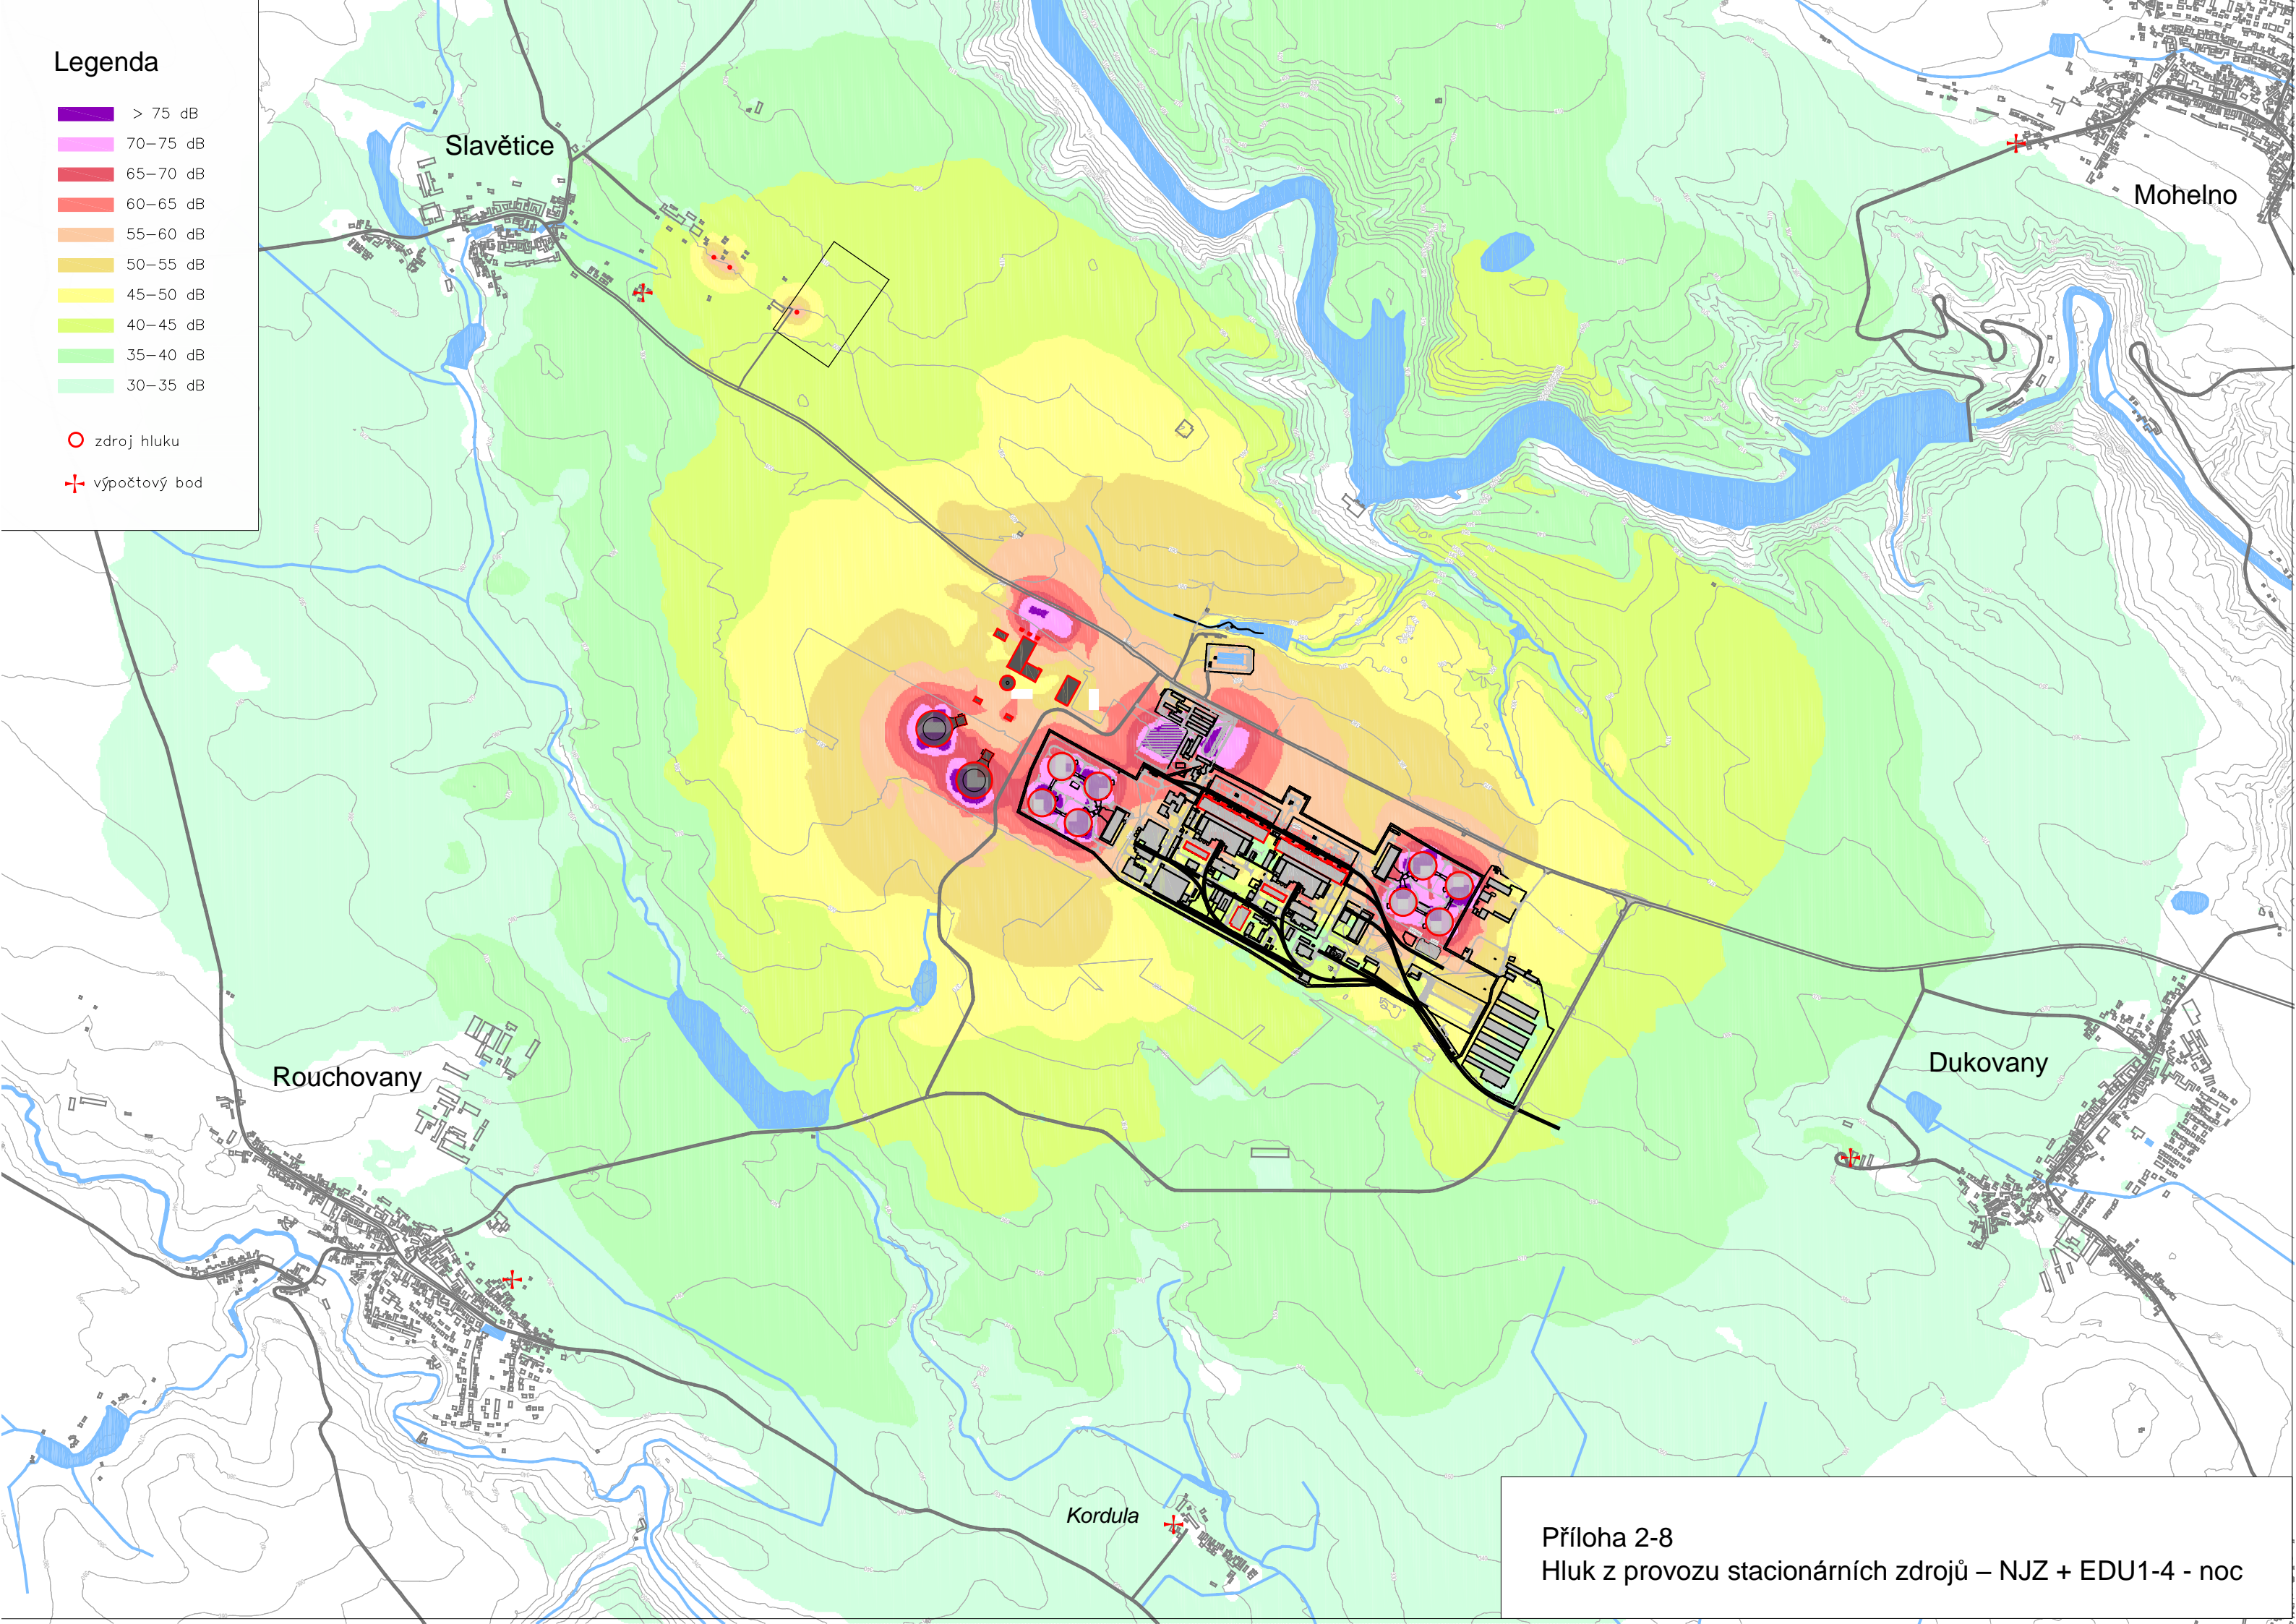 Legenda
> 75 dB
70–75 dB
65–70 dB
60–65 dB
55–60 dB
50–55 dB
45–50 dB
40–45 dB
35–40 dB
30–35 dB
zdroj hluku
výpočtový bod
Slavětice
Mohelno
Rouchovany
Dukovany
Kordula
Příloha 2-8
Hluk z provozu stacionárních zdrojů – NJZ + EDU1-4 - noc